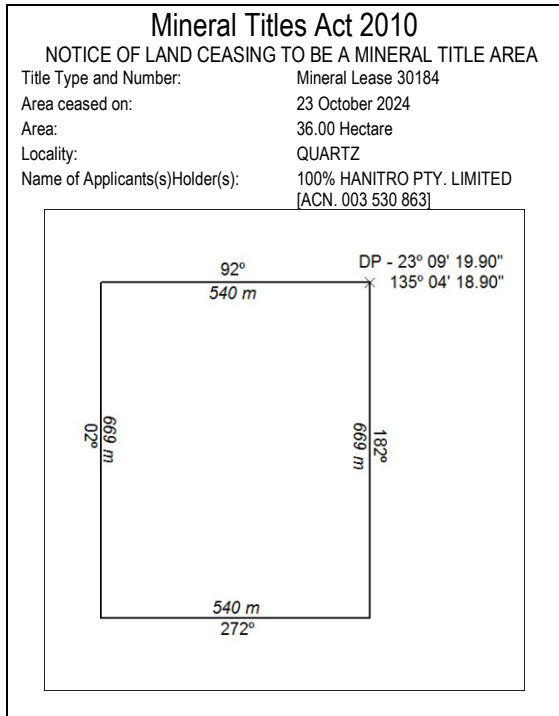 Mineral Titles Act 2010
NOTICE OF LAND CEASING TO BE A MINERAL TITLE AREA
Title Type and Number: Mineral Lease 30184
Area ceased on: 23 October 2024
Area: 36.00 Hectare
Locality: QUARTZ
Name of Applicants(s)Holder(s): 100% HANITRO PTY. LIMITED
[ACN. 003 530 863]
DP - 23º 09' 19.90"
135º 04' 18.90"
92º
540 m
02º
669 m
669 m
182º
540 m
272º